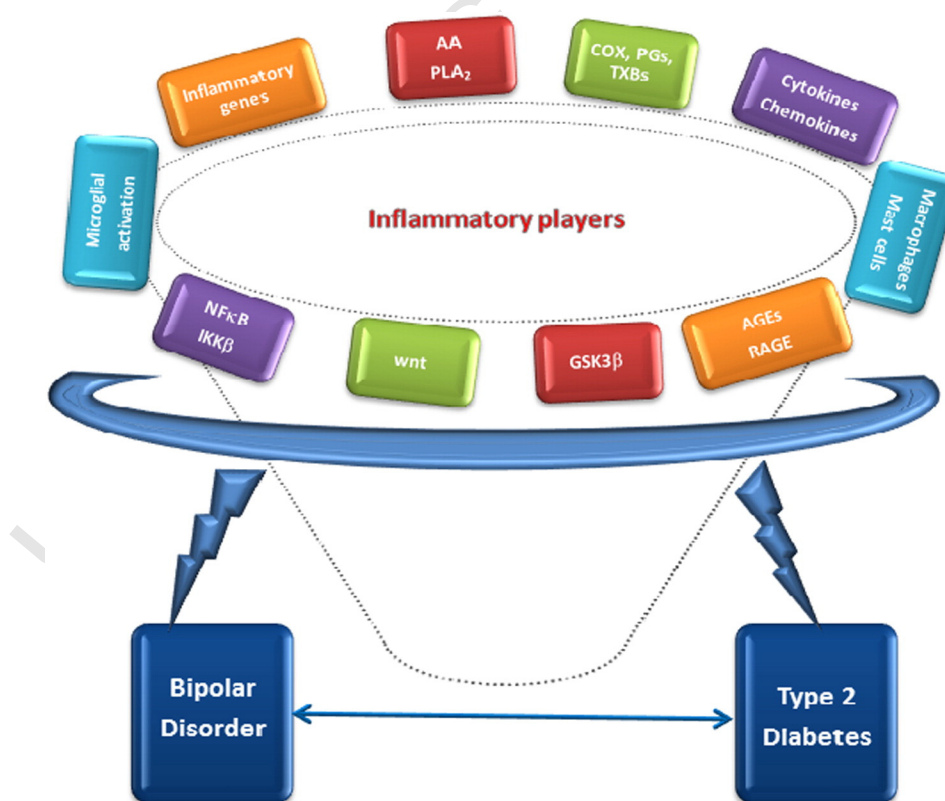 AA
PLA₂
COX, PGs,
TXBs
Inflammatory
genes
Cytokines
Chemokines
Microglial
activation
Inflammatory players
Macrophages
Mast cells
NFκB
IKKβ
wnt
GSK3β
AGEs
RAGE
Bipolar
Disorder
Type 2
Diabetes